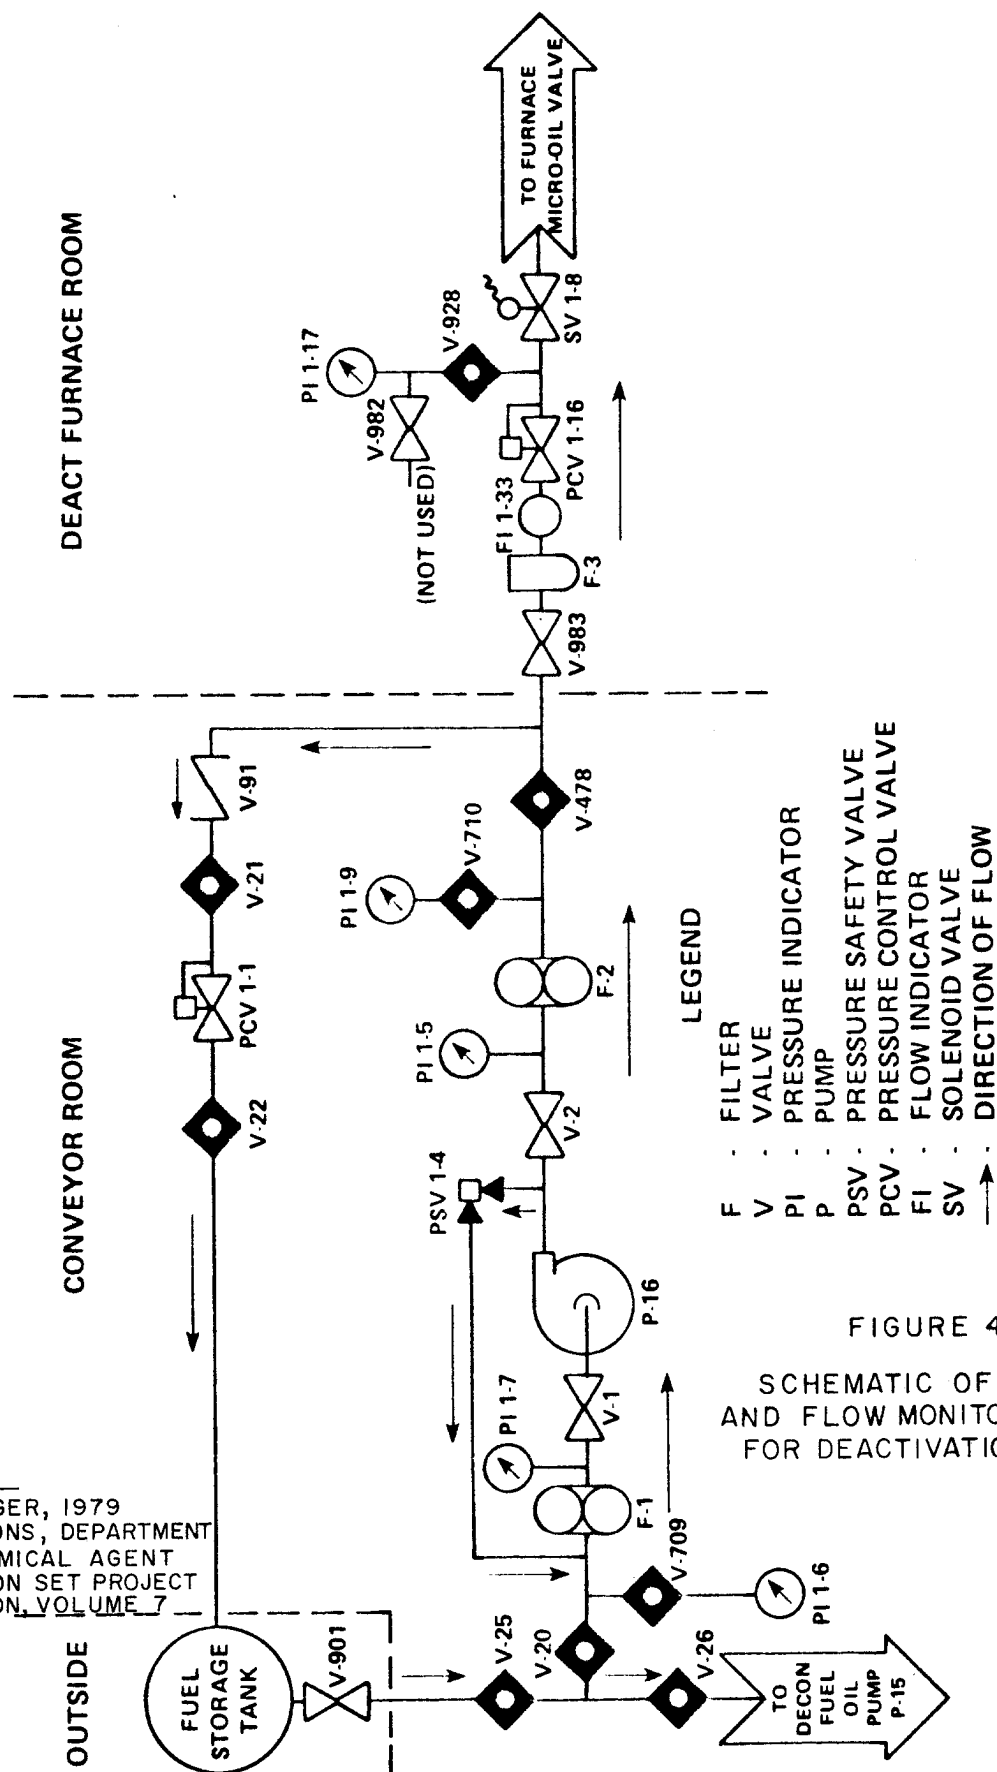 DEACT FURNACE ROOM
TO FURNACE
MICRO-OIL VALVE
SV 1-8
V-928
PI 1-17
V-982
(NOT USED)
PCV 1-16
FI 1-33
F-3
V-983
CONVEYOR ROOM
V-91
V-21
PCV 1-1
V-22
V-478
V-710
PI 1-9
F-2
PI 1-5
V-2
PSV 1-4
P-16
V-1
PI 1-7
F-1
V-709
PI 1-6
V-20
V-25
V-26
TO
DECON
FUEL
OIL
PUMP
P-15
OUTSIDE
FUEL
STORAGE
TANK
V-901
LEGEND
F - FILTER
V - VALVE
PI - PRESSURE INDICATOR
P - PUMP
PSV - PRESSURE SAFETY VALVE
PCV - PRESSURE CONTROL VALVE
FI - FLOW INDICATOR
SV - SOLENOID VALVE
→ - DIRECTION OF FLOW
FIGURE 4
SCHEMATIC OF
AND FLOW MONITO
FOR DEACTIVATIO
GER, 1979
ONS, DEPARTMENT
MICAL AGENT
ON SET PROJECT
ON, VOLUME 7